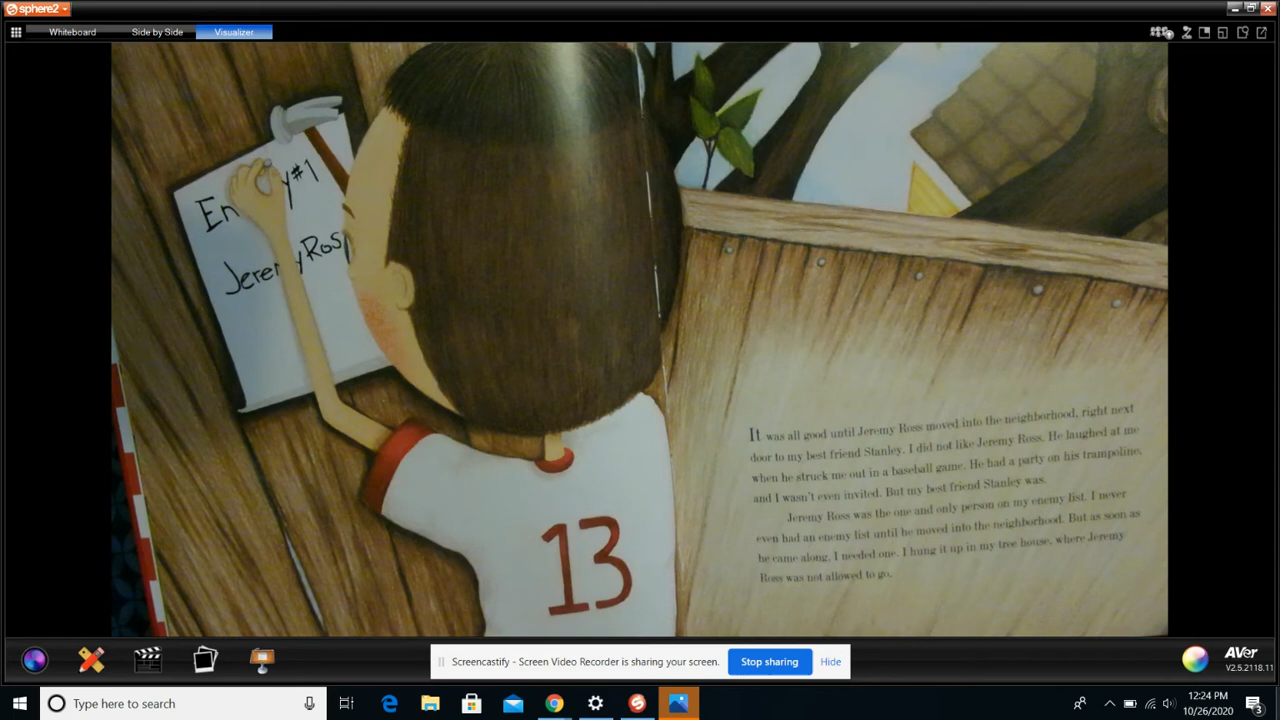 sphere2
Whiteboard
Side by Side
Visualizer
En y#1
JeremyRos
13
It was all good until Jeremy Ross moved into the neighborhood, right next
door to my best friend Stanley. I did not like Jeremy Ross. He laughed at me
when he struck me out in a baseball game. He had a party on his trampoline,
and I wasn't even invited. But my best friend Stanley was.
Jeremy Ross was the one and only person on my enemy list. I never
even had an enemy list until he moved into the neighborhood. But as soon as
he came along, I needed one. I hung it up in my tree house, where Jeremy
Ross was not allowed to go.
Screencastify - Screen Video Recorder is sharing your screen.
Stop sharing
Hide
AVer
V2.5.2118.11
Type here to search
12:24 PM
10/26/2020
3